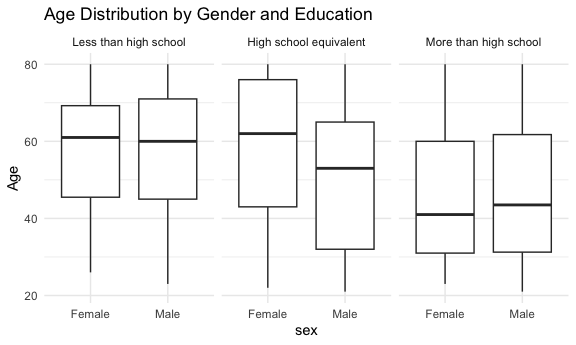 Age Distribution by Gender and Education
Less than high school
High school equivalent
More than high school
80
60
40
20
Age
Female
Male
Female
Male
Female
Male
sex